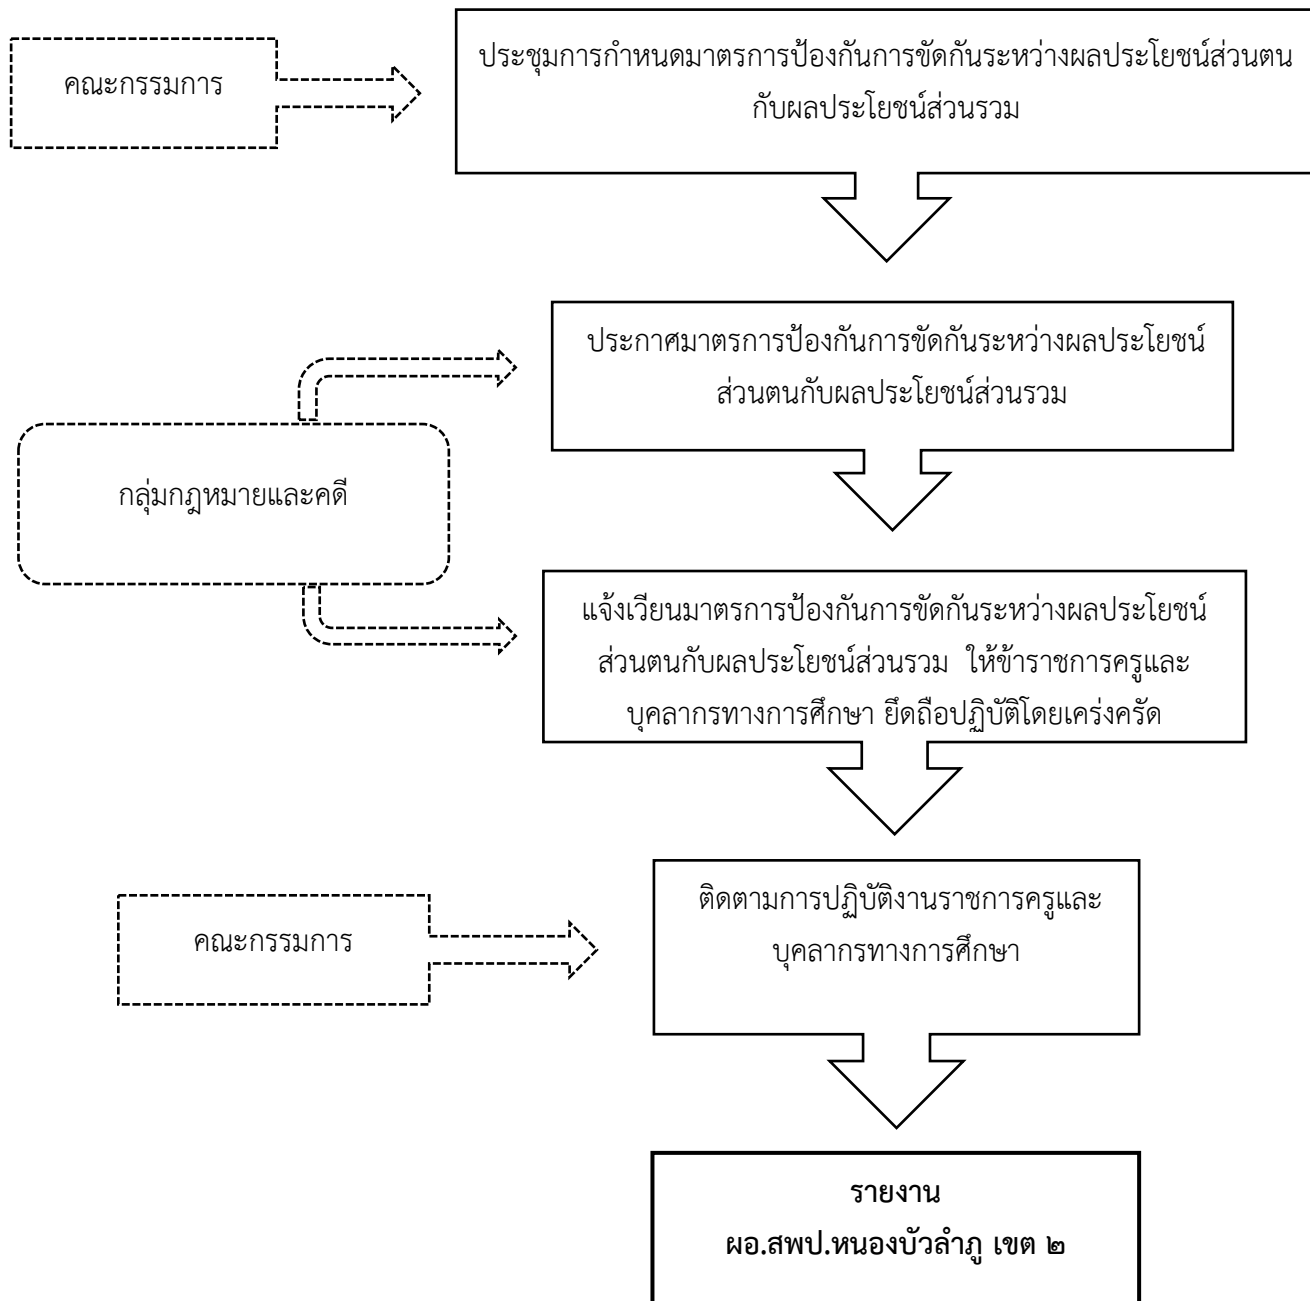 คณะกรรมการ
ประชุมการกำหนดมาตรการป้องกันการขัดกันระหว่างผลประโยชน์ส่วนตน
กับผลประโยชน์ส่วนรวม
ประกาศมาตรการป้องกันการขัดกันระหว่างผลประโยชน์
ส่วนตนกับผลประโยชน์ส่วนรวม
กลุ่มกฎหมายและคดี
แจ้งเวียนมาตรการป้องกันการขัดกันระหว่างผลประโยชน์
ส่วนตนกับผลประโยชน์ส่วนรวม ให้ข้าราชการครูและ
บุคลากรทางการศึกษา ยึดถือปฏิบัติโดยเคร่งครัด
คณะกรรมการ
ติดตามการปฏิบัติงานราชการครูและ
บุคลากรทางการศึกษา
รายงาน
ผอ.สพป.หนองบัวลำภู เขต ๒